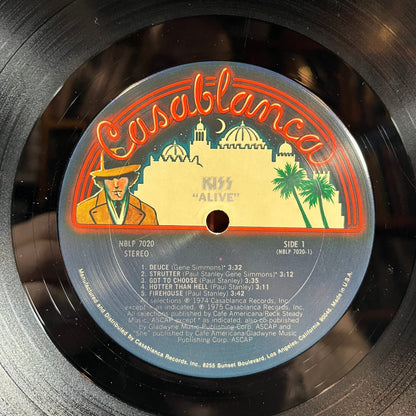 Casablanca
KISS
"ALIVE"
NBLP 7020
STEREO
SIDE 1
(NBLP 7020-1)
1. DEUCE (Gene Simmons)* 3:32
2. STRUTTER (Paul Stanley Gene Simmons)* 3:12
3. GOT TO CHOOSE (Paul Stanley) 3:35
4. HOTTER THAN HELL (Paul Stanley) 3:11
5. FIREHOUSE (Paul Stanley) 3:42
All selections ℗ 1974 Casablanca Records, Inc.
except * as indicated, ℗ 1975 Casablanca Records, Inc.
All selections published by Cafe Americana/Rock Steady
Music, ASCAP except * as indicated, also co-published
by Gladwyne Music Publishing Corp. ASCAP and
She" published by Cafe Americana/Gladwyne
Publishing Corp. ASCAP
Manufactured and Distributed by Casablanca Records, Inc. 8255 Sunset Boulevard, Los Angeles, California 90046. Made in U.S.A.